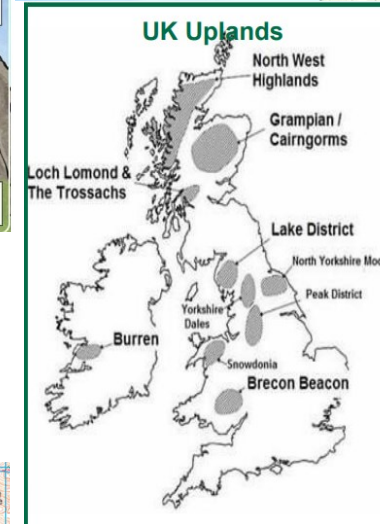 UK Uplands
North West
Highlands
Grampian /
Cairngorms
Loch Lomond &
The Trossachs
Lake District
North Yorkshire Moo
Yorkshire
Dales
Peak District
Burren
Snowdonia
Brecon Beacon